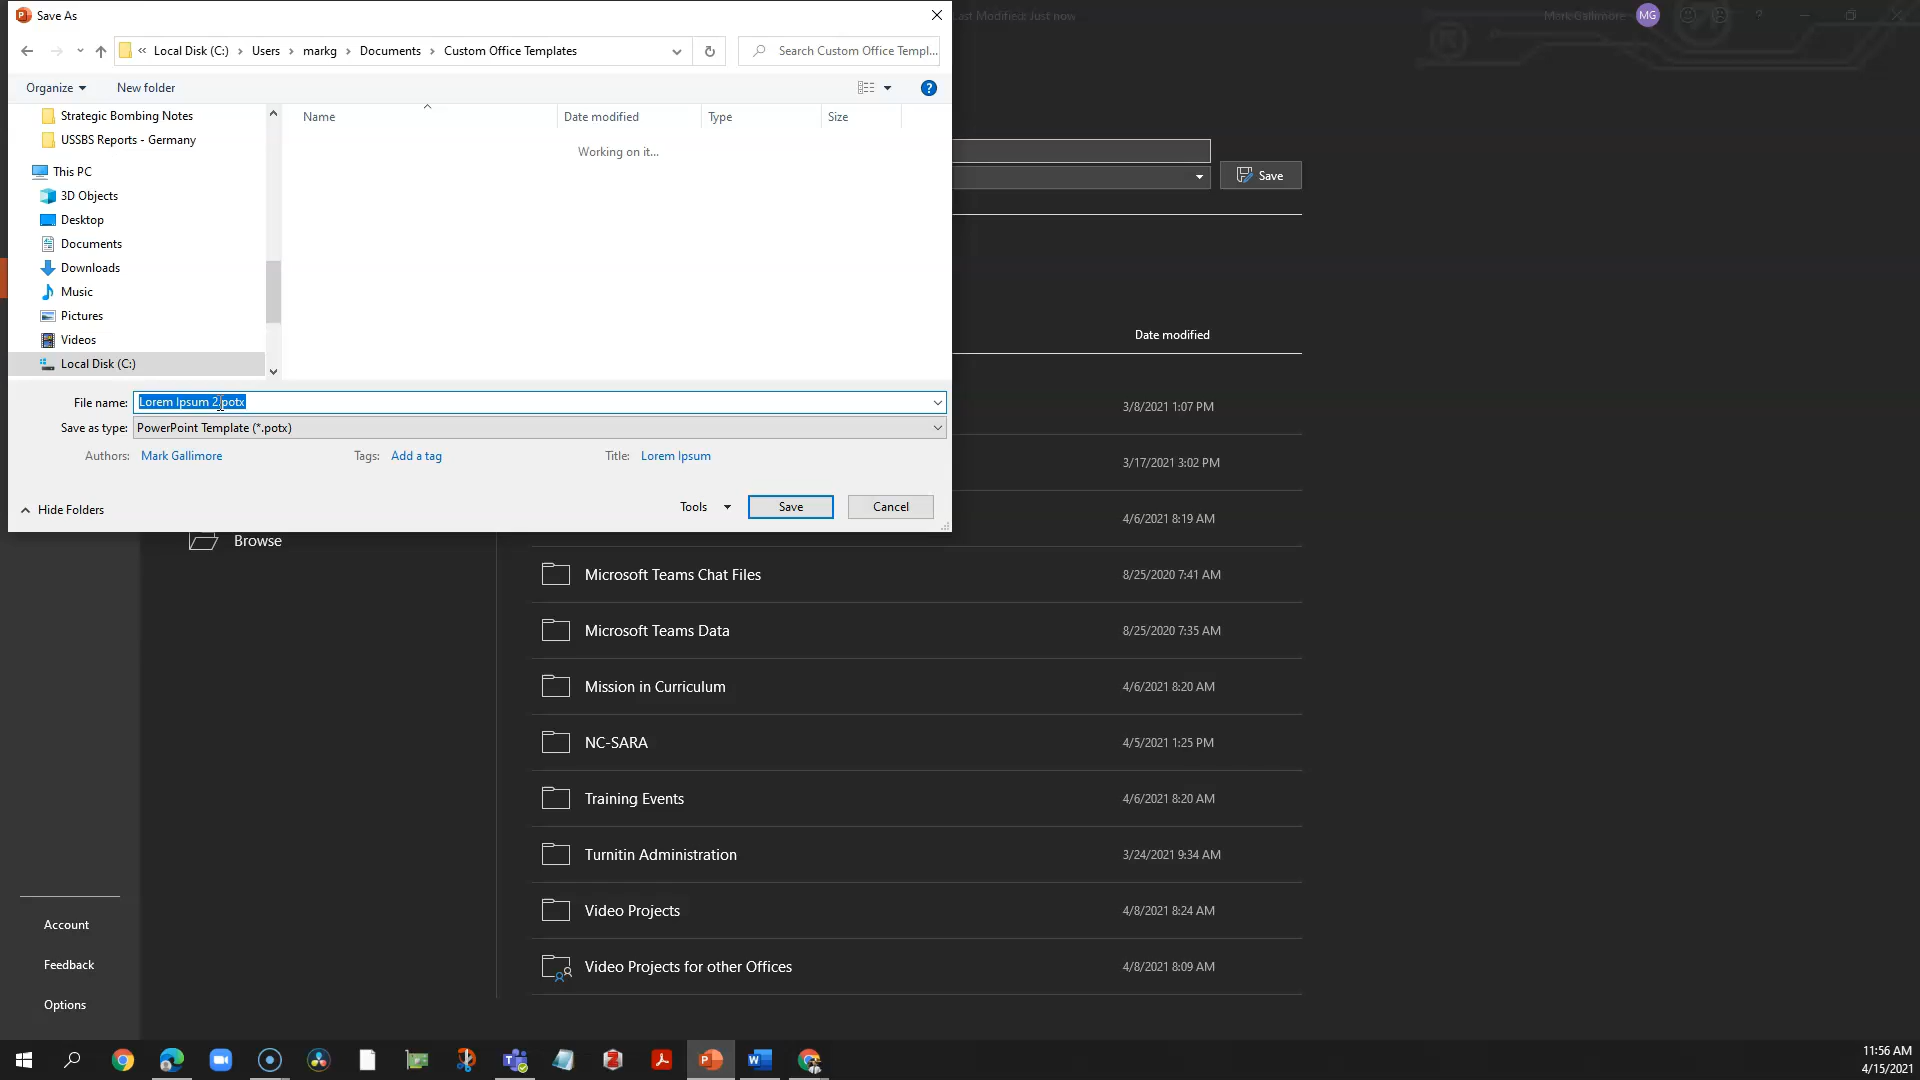 Save As
Last Modified: Just now
Mark Gallimore
MG
?
« Local Disk (C:) > Users > markg > Documents > Custom Office Templates
Search Custom Office Templ...
Organize
New folder
?
Strategic Bombing Notes
USSBS Reports - Germany
This PC
3D Objects
Desktop
Documents
Downloads
Music
Pictures
Videos
Local Disk (C:)
Name
Date modified
Type
Size
Working on it...
Save
Date modified
File name:
Lorem Ipsum 2.potx
Save as type:
PowerPoint Template (*.potx)
Authors:
Mark Gallimore
Tags:
Add a tag
Title:
Lorem Ipsum
Hide Folders
Tools
Save
Cancel
3/8/2021 1:07 PM
3/17/2021 3:02 PM
4/6/2021 8:19 AM
Browse
Microsoft Teams Chat Files
8/25/2020 7:41 AM
Microsoft Teams Data
8/25/2020 7:35 AM
Mission in Curriculum
4/6/2021 8:20 AM
NC-SARA
4/5/2021 1:25 PM
Training Events
4/6/2021 8:20 AM
Turnitin Administration
3/24/2021 9:34 AM
Video Projects
4/8/2021 8:24 AM
Video Projects for other Offices
4/8/2021 8:09 AM
Account
Feedback
Options
11:56 AM
4/15/2021